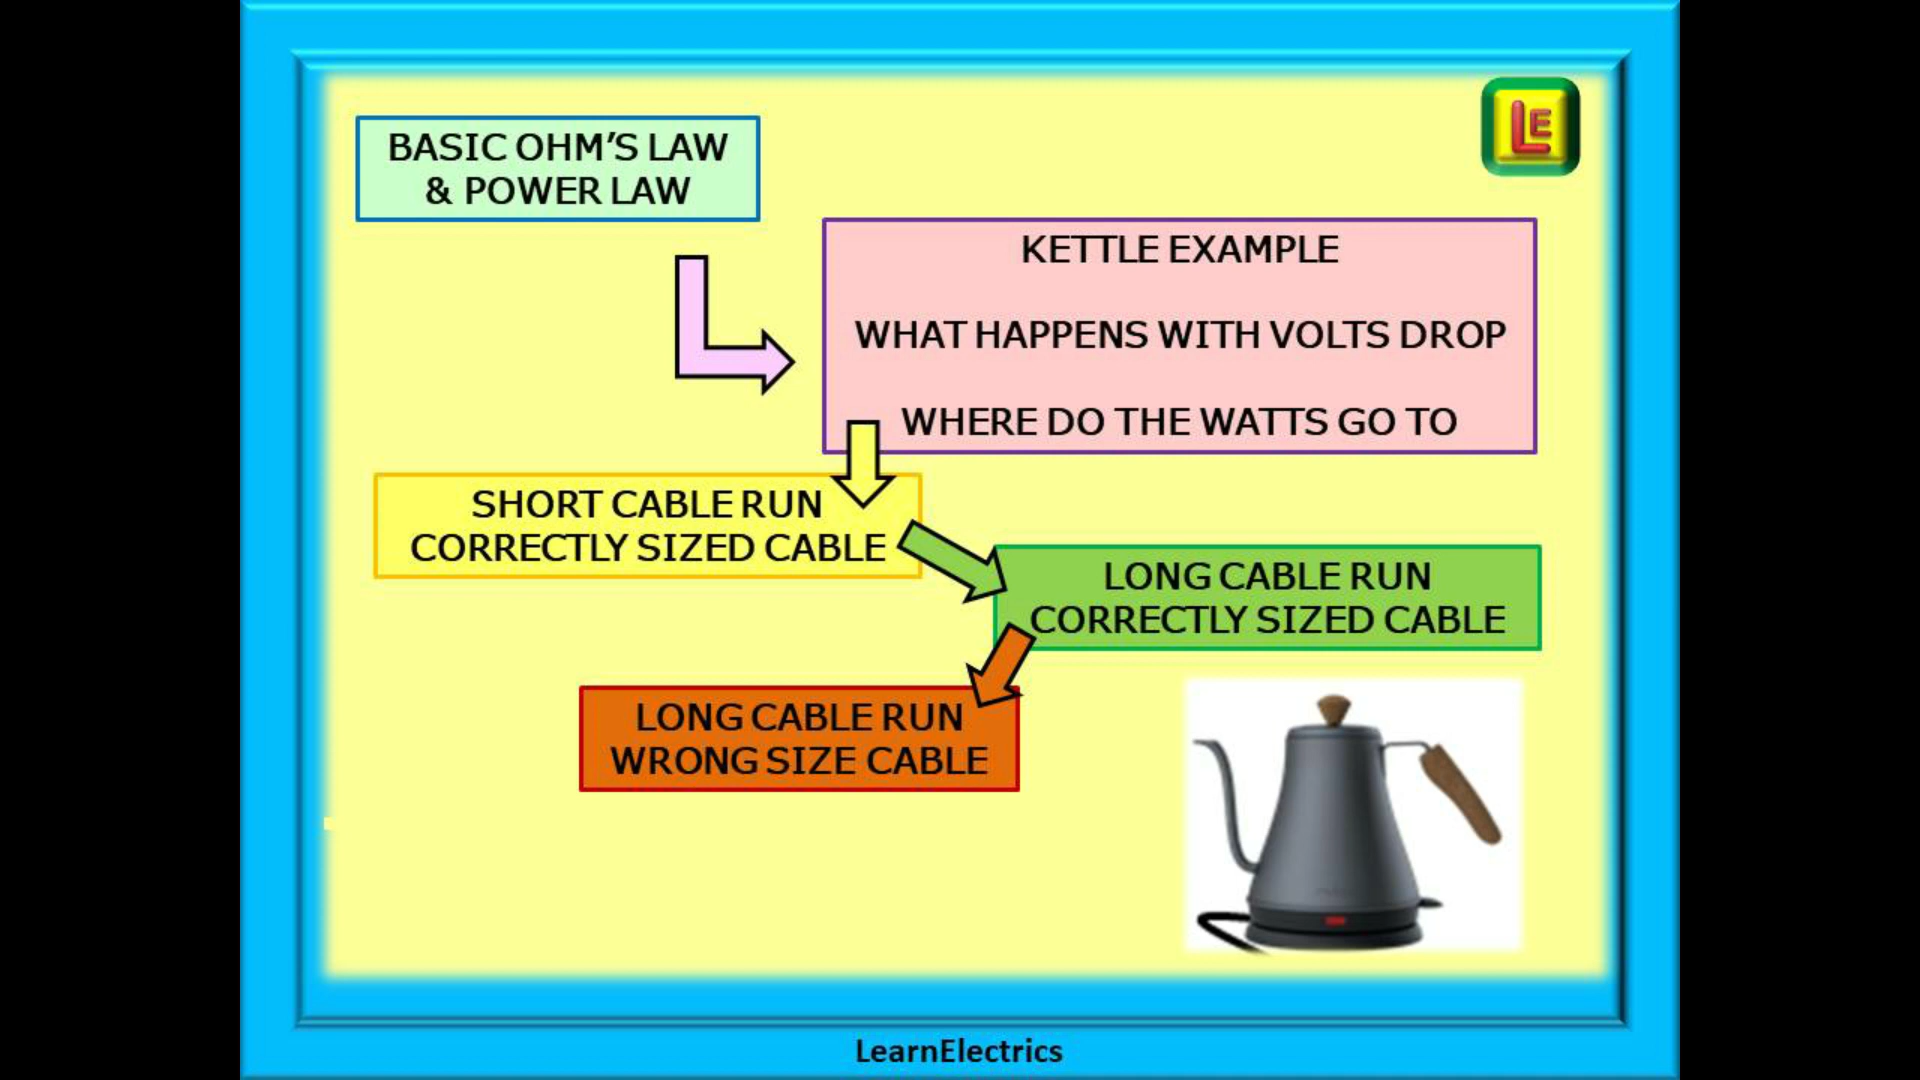 BASIC OHM’S LAW
& POWER LAW
LE
KETTLE EXAMPLE
WHAT HAPPENS WITH VOLTS DROP
WHERE DO THE WATTS GO TO
SHORT CABLE RUN
CORRECTLY SIZED CABLE
LONG CABLE RUN
CORRECTLY SIZED CABLE
LONG CABLE RUN
WRONG SIZE CABLE
LearnElectrics